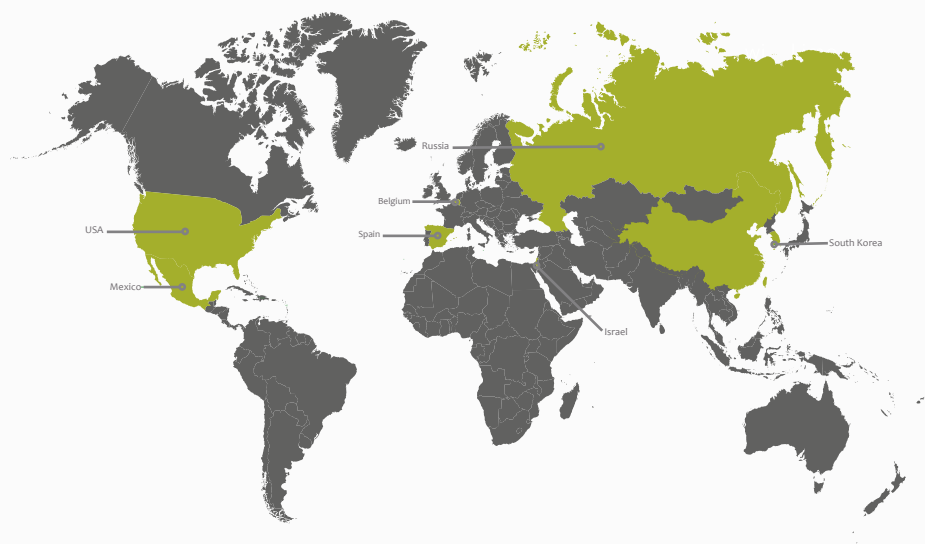 Russia
Belgium
USA
Spain
South Korea
Mexico
Israel